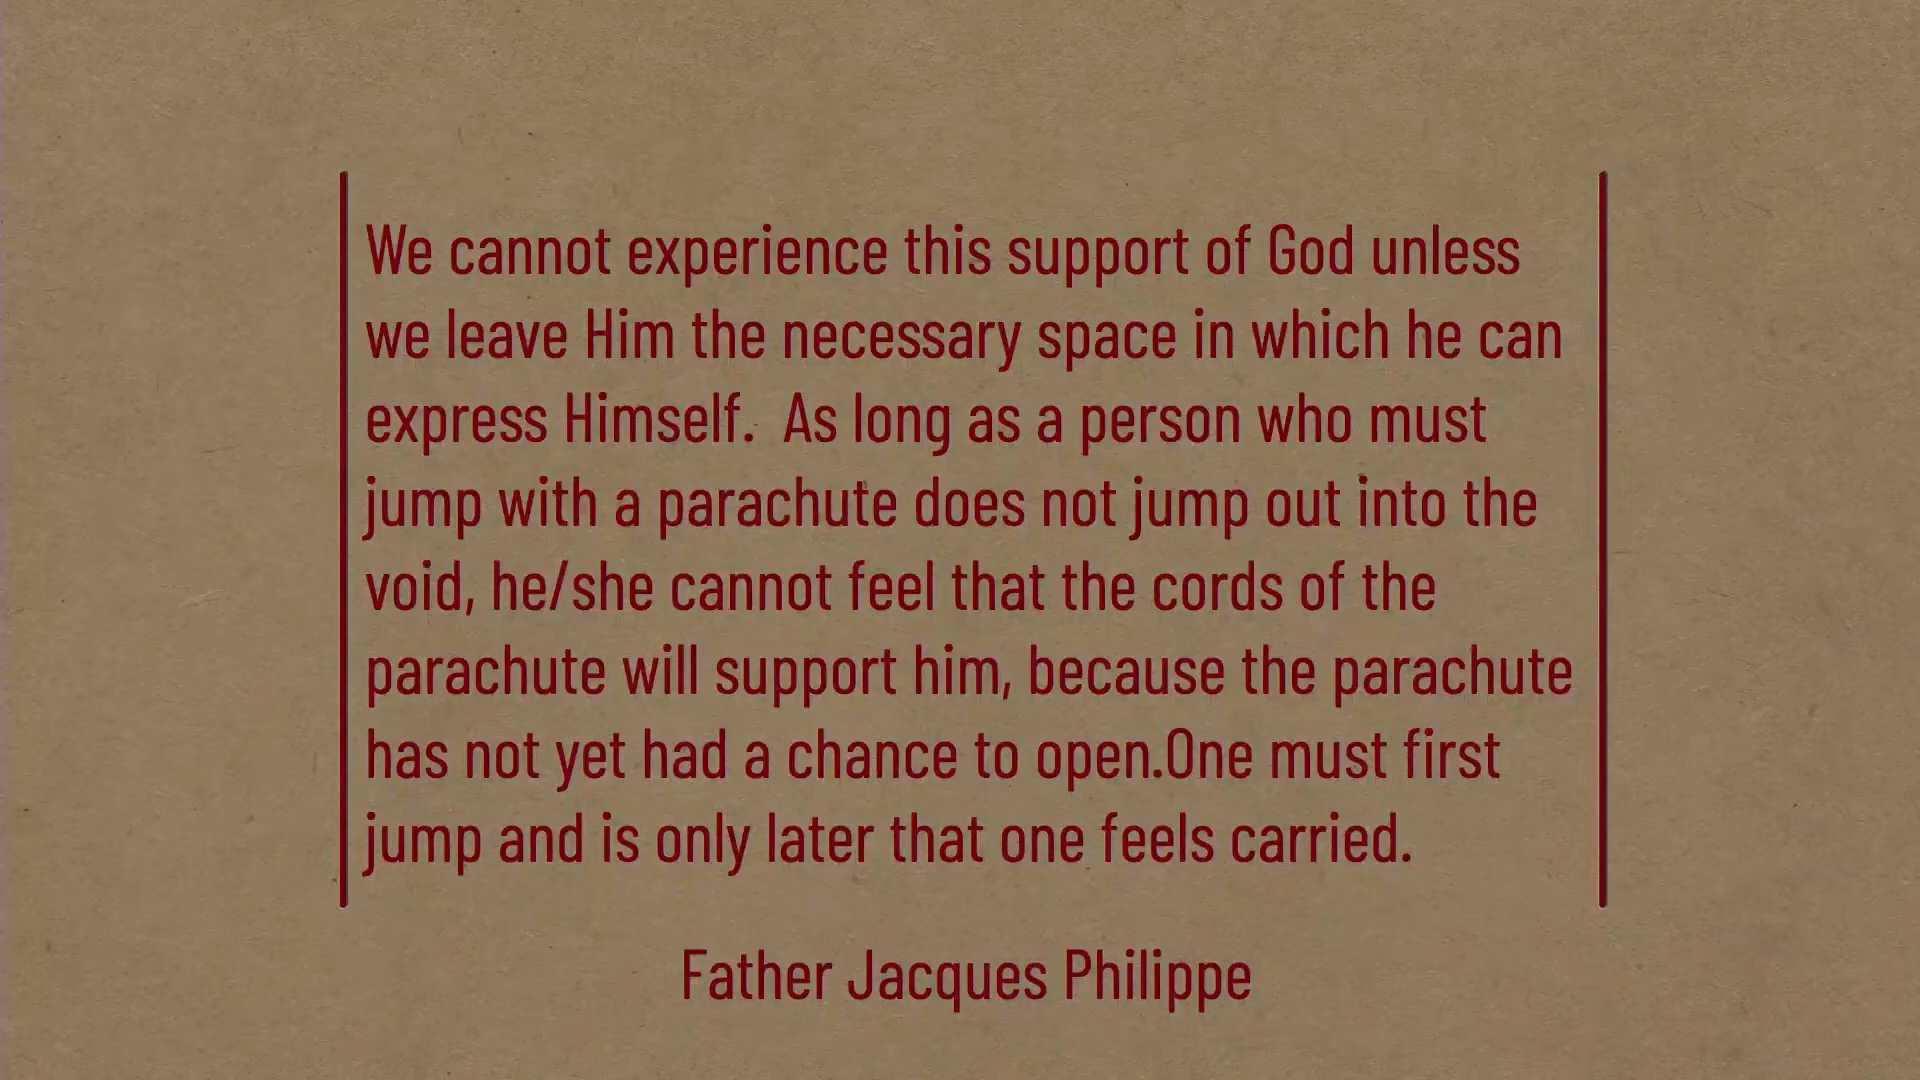 We cannot experience this support of God unless
we leave Him the necessary space in which he can
express Himself.  As long as a person who must
jump with a parachute does not jump out into the
void, he/she cannot feel that the cords of the
parachute will support him, because the parachute
has not yet had a chance to open.One must first
jump and is only later that one feels carried.
Father Jacques Philippe